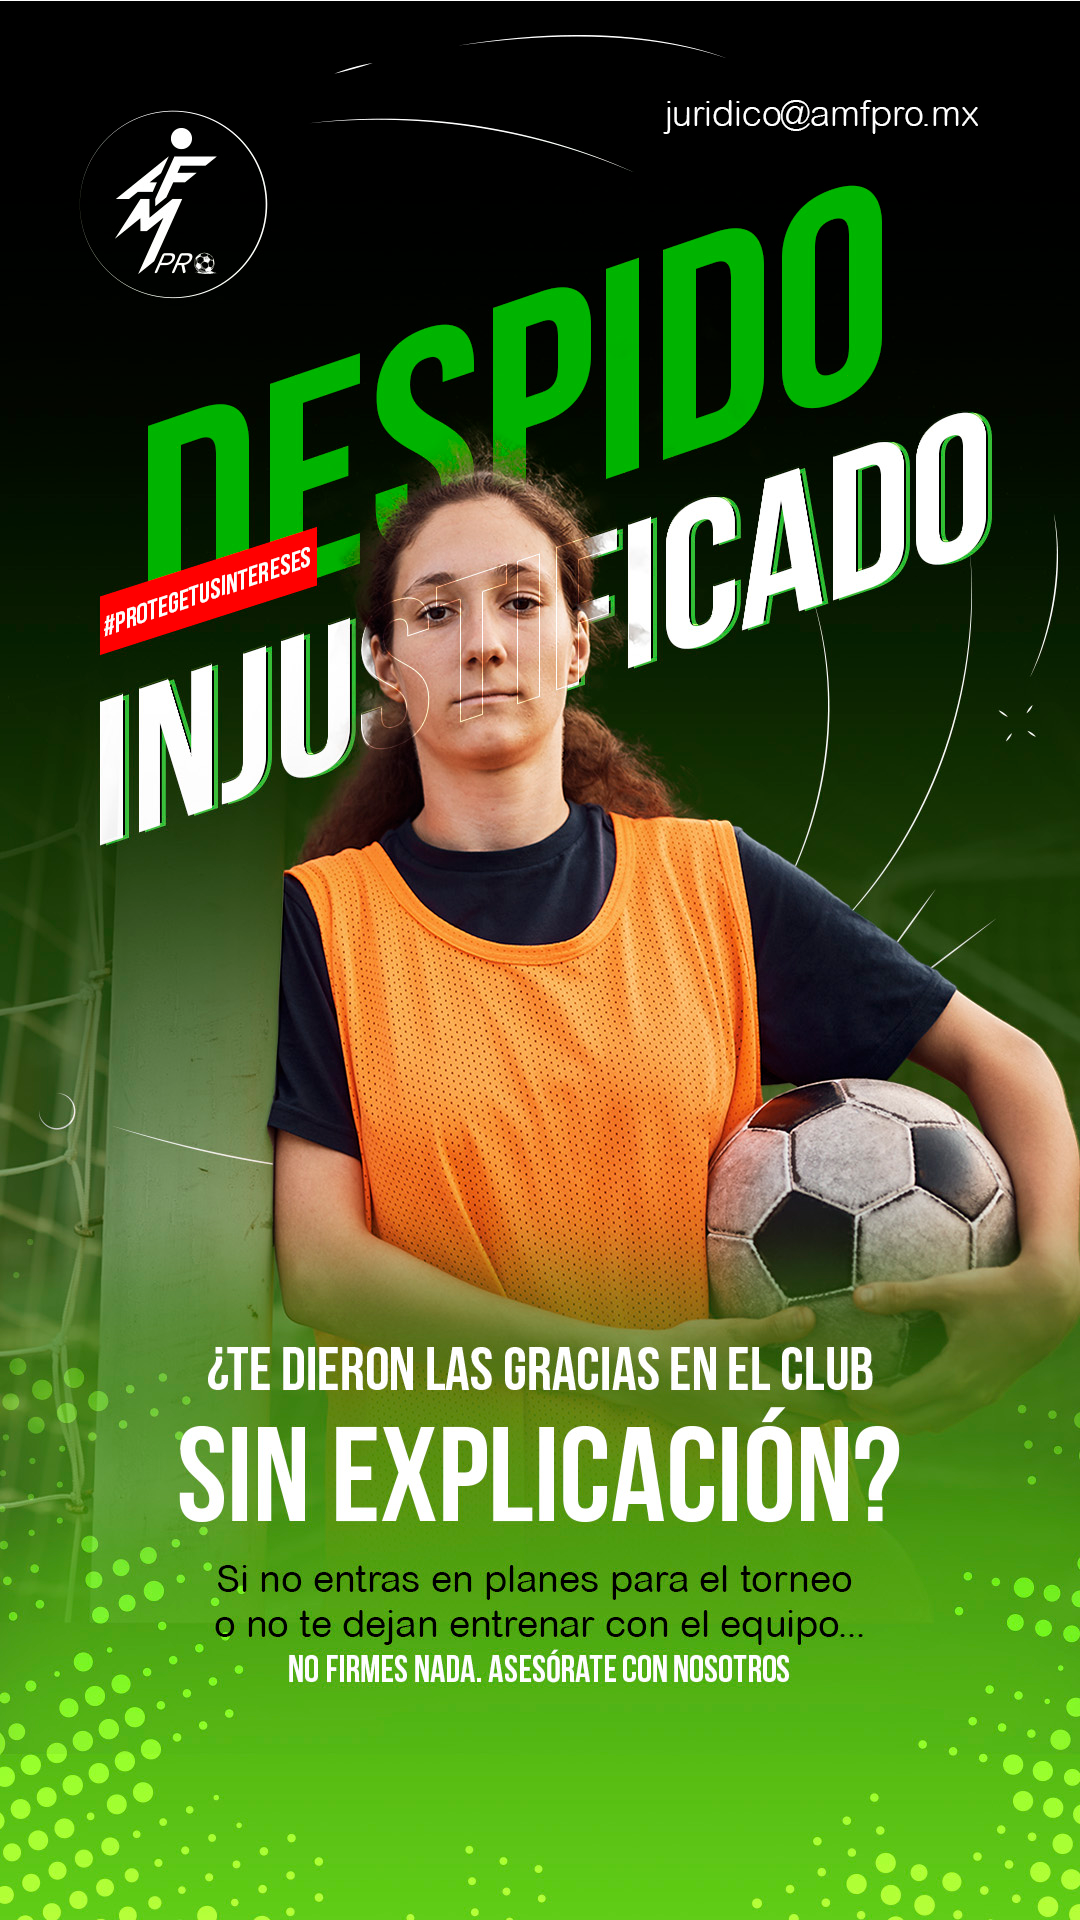 juridico@amfpro.mx
AFM
PRO
DESPIDO
#PROTEGETUSINTERESES
INJUSTIFICADO
¿TE DIERON LAS GRACIAS EN EL CLUB
SIN EXPLICACIÓN?
Si no entras en planes para el torneo
o no te dejan entrenar con el equipo...
NO FIRMES NADA. ASESÓRATE CON NOSOTROS